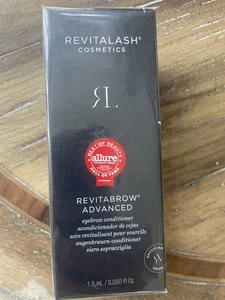 REVITALASH®
COSMETICS
RL
BEST OF BEAUTY
allure
HALL OF FAME
REVITABROW®
ADVANCED
eyebrow conditioner
acondicionador de cejas
soin revitalisant pour sourcils
augenbrauen-conditioner
siero sopracciglia
1.5 mL / 0.050 fl Oz